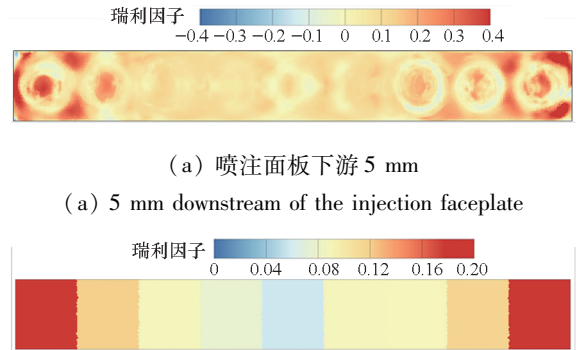 瑞利因子
−0.4 −0.3 −0.2 −0.1 0 0.1 0.2 0.3 0.4
（a）喷注面板下游 5 mm
（a）5 mm downstream of the injection faceplate
瑞利因子
0 0.04 0.08 0.12 0.16 0.20